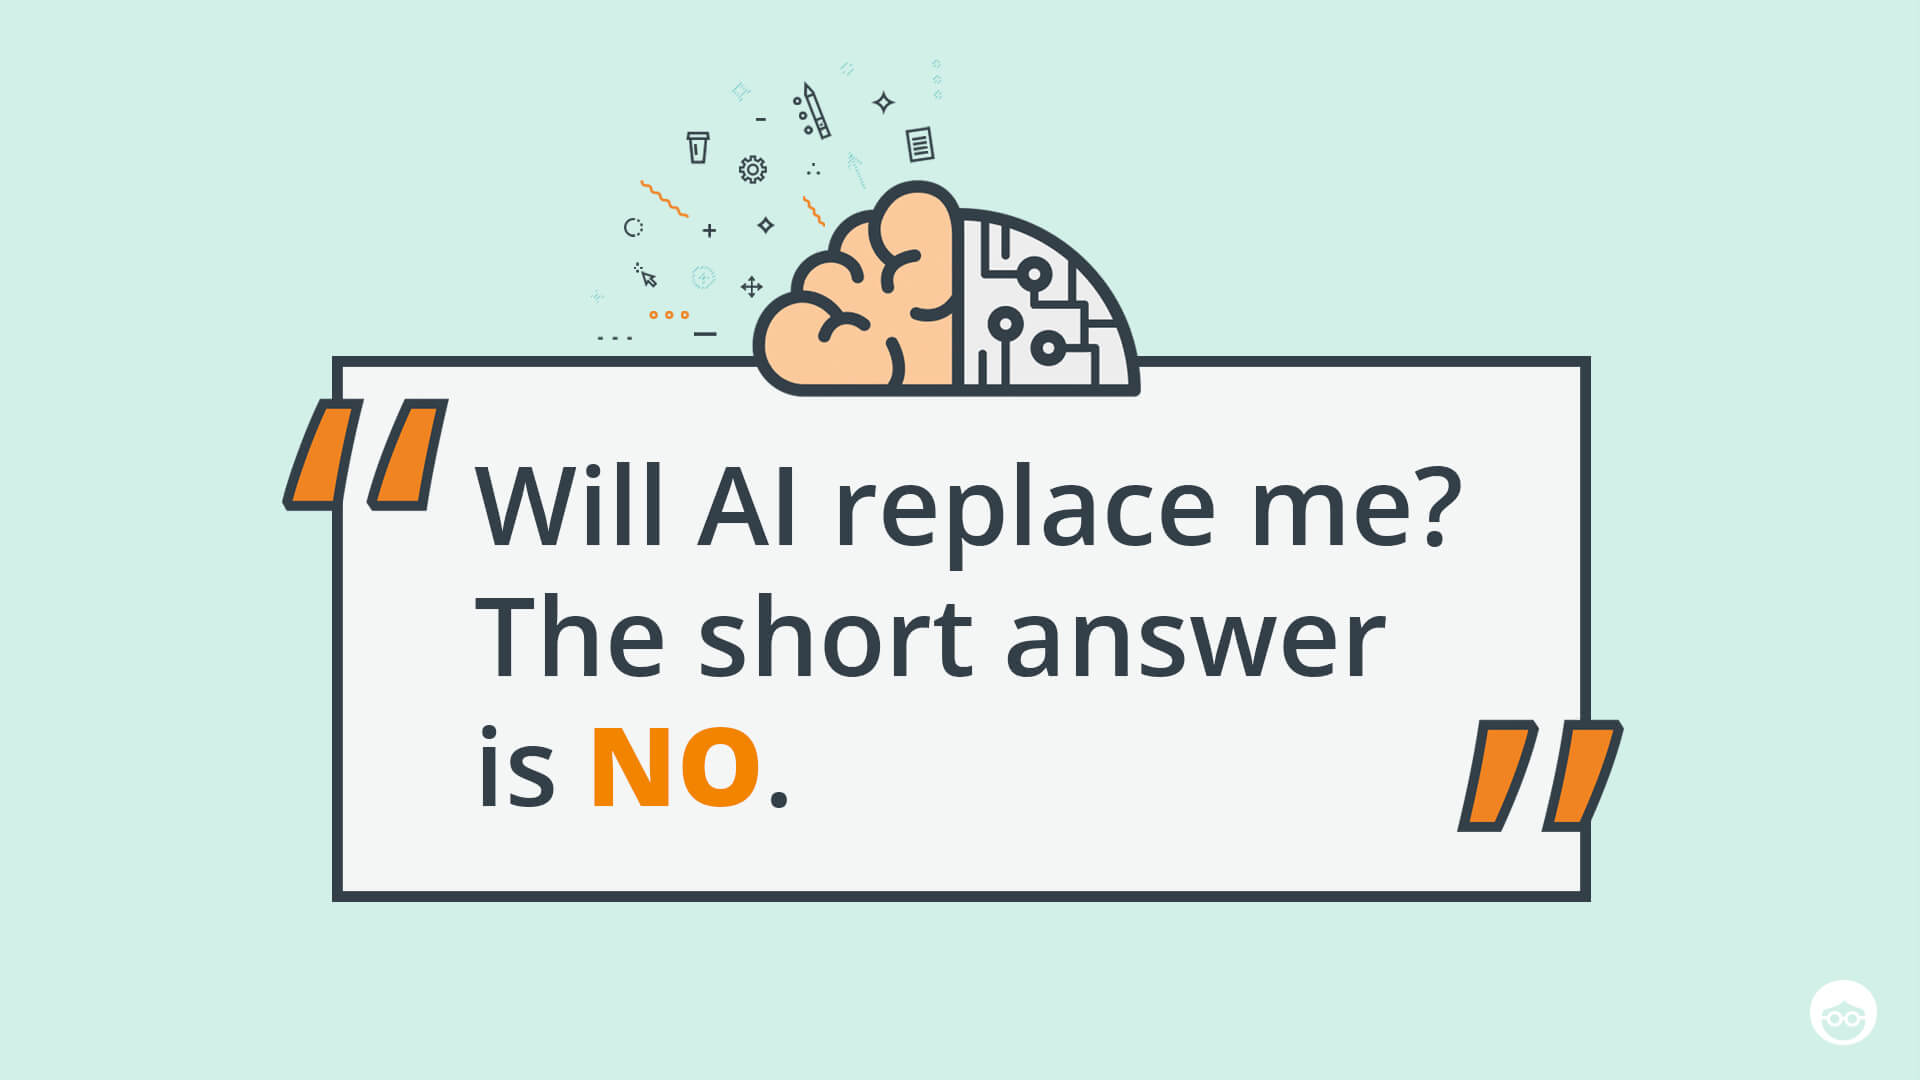 “Will AI replace me?
The short answer
is NO.”